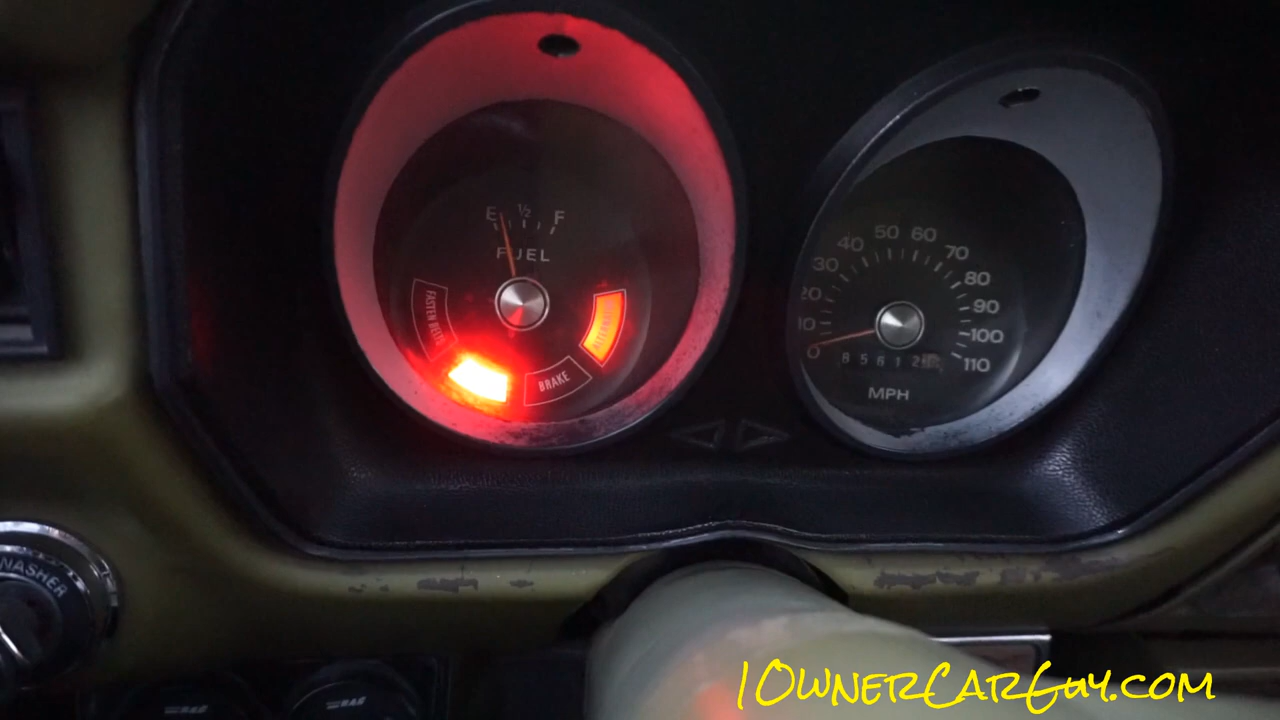 E 1/2 F
FUEL
FASTEN BELTS
BRAKE
ALTERNATOR
0 10 20 30 40 50 60 70 80 90 100 110
8 5 6 1 2
MPH
WASHER
1OwnerCarGuy.com